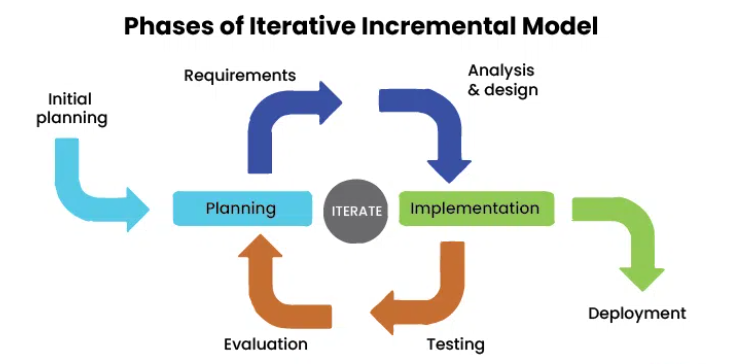 Phases of Iterative Incremental Model
Requirements
Analysis
& design
Initial
planning
Planning
ITERATE
Implementation
Deployment
Evaluation
Testing